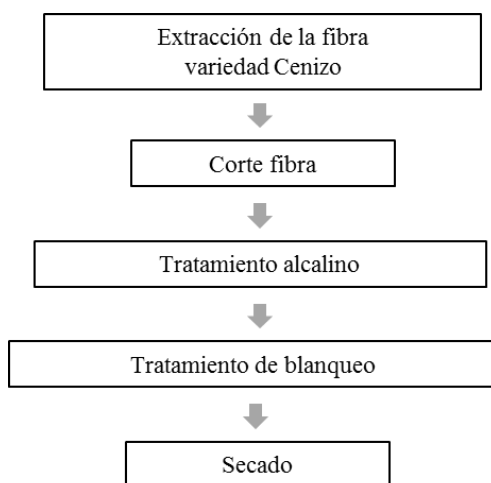 Extracción de la fibra
variedad Cenizo
Corte fibra
Tratamiento alcalino
Tratamiento de blanqueo
Secado